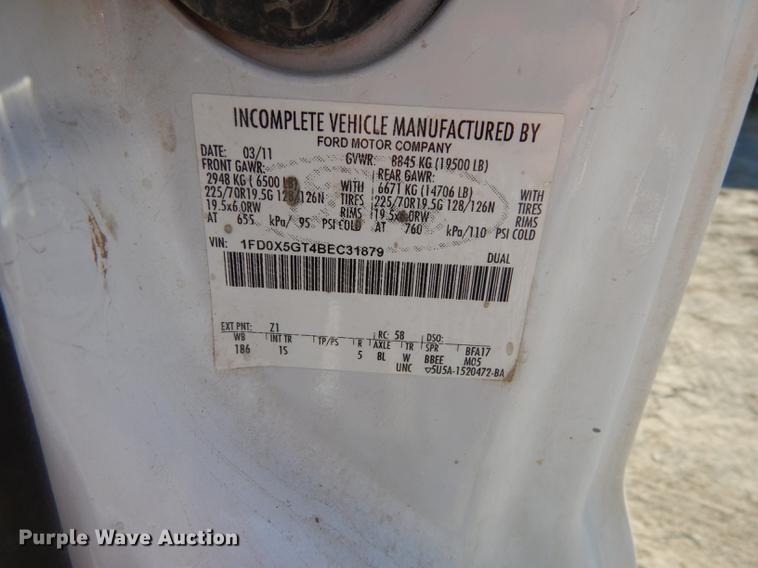 INCOMPLETE VEHICLE MANUFACTURED BY
FORD MOTOR COMPANY
DATE: 03/11 GVWR: 8845 KG (19500 LB)
FRONT GAWR: REAR GAWR:
2948 KG ( 6500 LB) WITH 6671 KG (14706 LB) WITH
225/70R19.5G 128/126N TIRES 225/70R19.5G 128/126N TIRES
19.5x6.0RW RIMS 19.5x6.0RW RIMS
AT 655 kPa/ 95 PSI COLD AT 760 kPa/110 PSI COLD
VIN: 1FD0X5GT4BEC31879 DUAL
EXT PNT: Z1 RC: 58 DSO:
WB INT TR TP/PS R AXLE TR SPR BFA17
186 1S 5 BL W BBEE M05
UNC 5U5A-1520472-BA
Purple Wave Auction